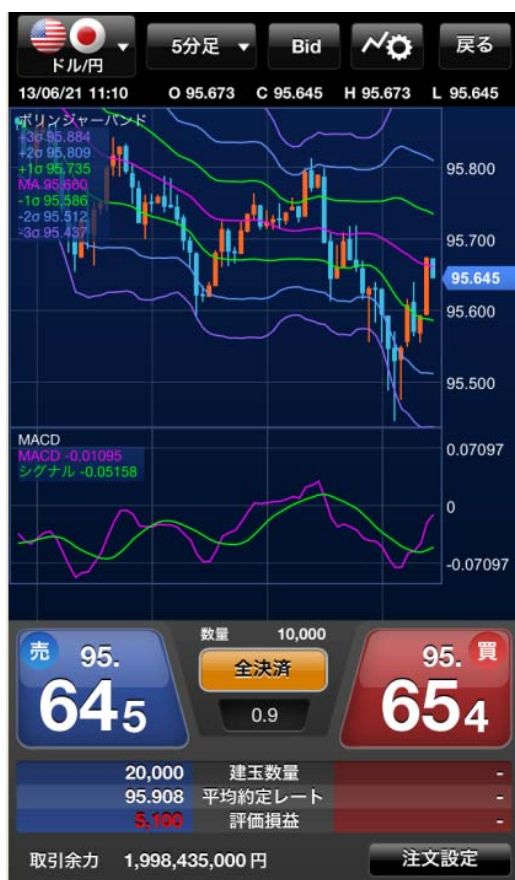 ドル/円 5分足 Bid 戻る
13/06/21 11:10 O 95.673 C 95.645 H 95.673 L 95.645
ボリンジャーバンド
+3σ 95.884
+2σ 95.809
+1σ 95.735
MA 95.660
-1σ 95.586
-2σ 95.512
-3σ 95.437
95.800
95.700
95.645
95.600
95.500
MACD
MACD -0.01095
シグナル -0.05158
0.07097
0
-0.07097
数量 10,000
売 95.645
全決済
0.9
95.654 買
20,000 建玉数量 -
95.908 平均約定レート -
5,100 評価損益 -
取引余力 1,998,435,000円 注文設定